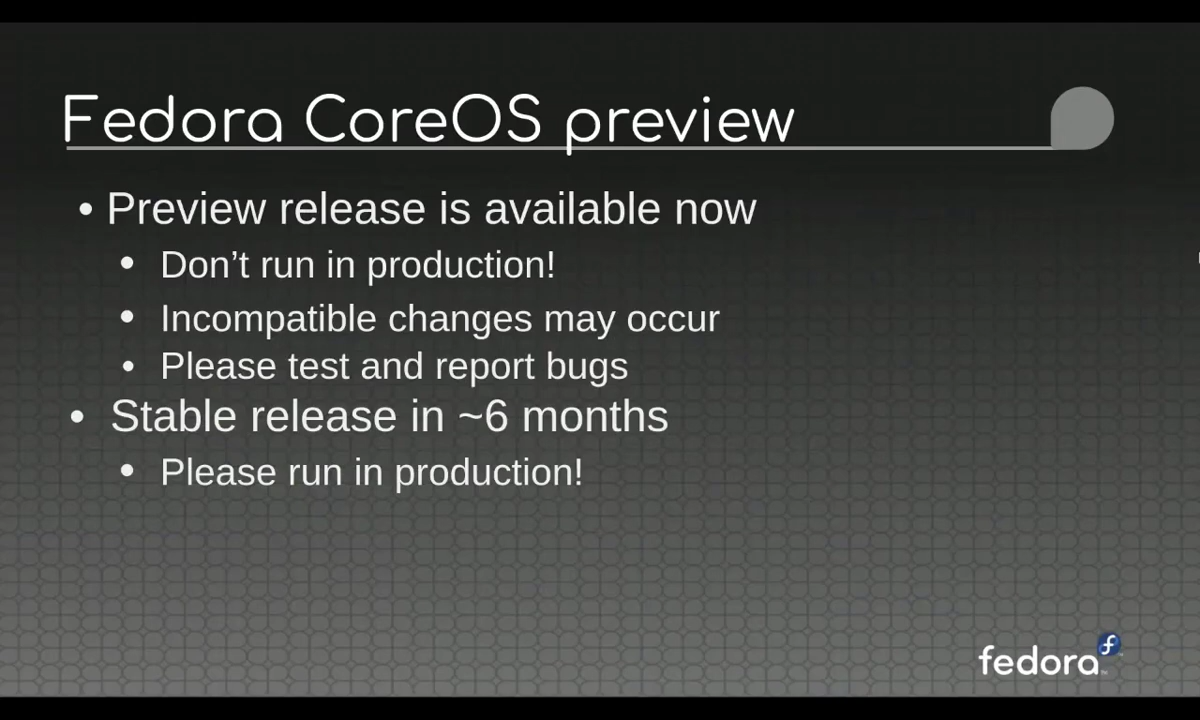 Fedora CoreOS preview
• Preview release is available now
• Don’t run in production!
• Incompatible changes may occur
• Please test and report bugs
• Stable release in ~6 months
• Please run in production!
fedora